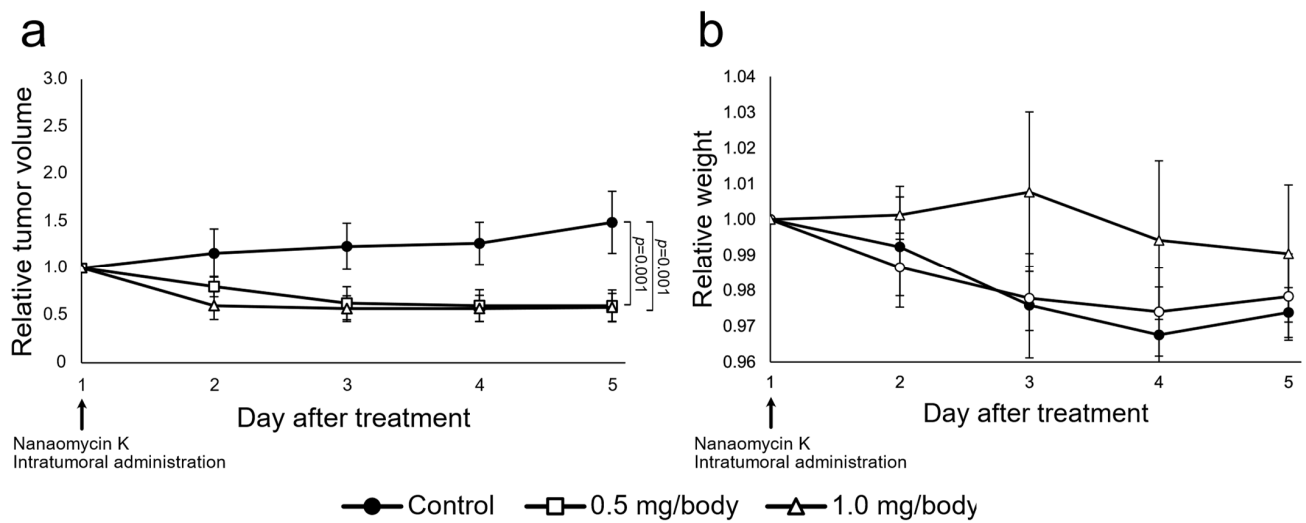 a
Relative tumor volume
3.0
2.5
2.0
1.5
1.0
0.5
0
1 2 3 4 5
p=0.001
p=0.001
Day after treatment
Nanaomycin K
Intratumoral administration
b
Relative weight
1.04
1.03
1.02
1.01
1.00
0.99
0.98
0.97
0.96
1 2 3 4 5
Day after treatment
Nanaomycin K
Intratumoral administration
Control 0.5 mg/body 1.0 mg/body